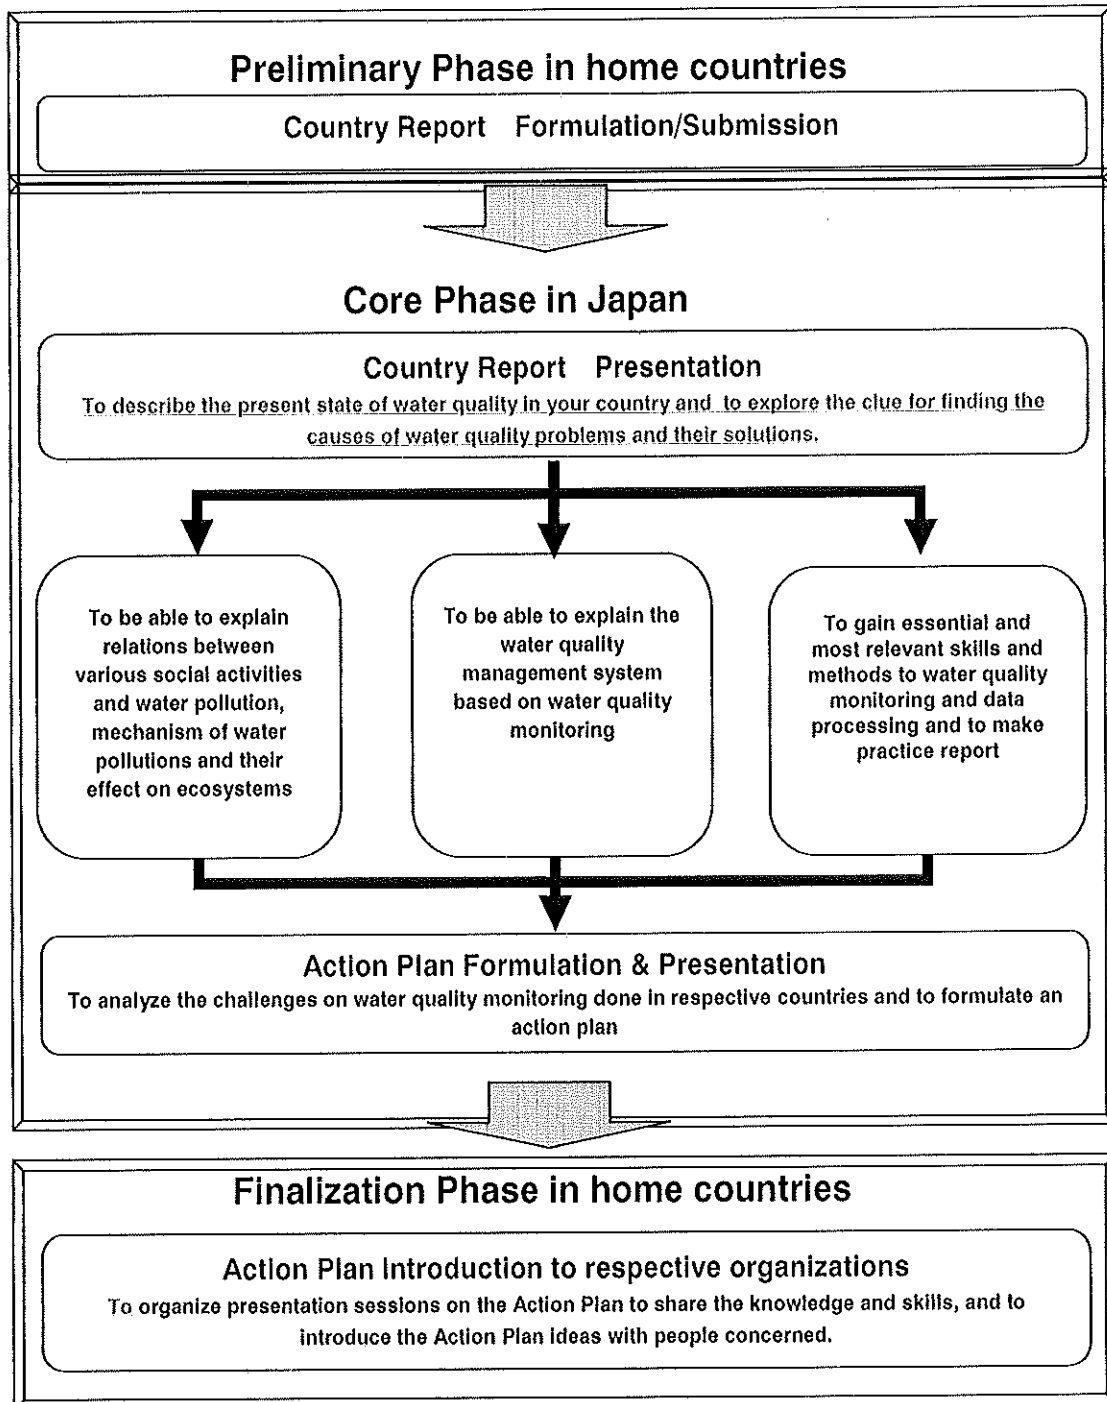 Preliminary Phase in home countries
Country Report Formulation/Submission
Core Phase in Japan
Country Report Presentation
To describe the present state of water quality in your country and to explore the clue for finding the
causes of water quality problems and their solutions.
To be able to explain
relations between
various social activities
and water pollution,
mechanism of water
pollutions and their
effect on ecosystems
To be able to explain the
water quality
management system
based on water quality
monitoring
To gain essential and
most relevant skills and
methods to water quality
monitoring and data
processing and to make
practice report
Action Plan Formulation & Presentation
To analyze the challenges on water quality monitoring done in respective countries and to formulate an
action plan
Finalization Phase in home countries
Action Plan Introduction to respective organizations
To organize presentation sessions on the Action Plan to share the knowledge and skills, and to
introduce the Action Plan ideas with people concerned.